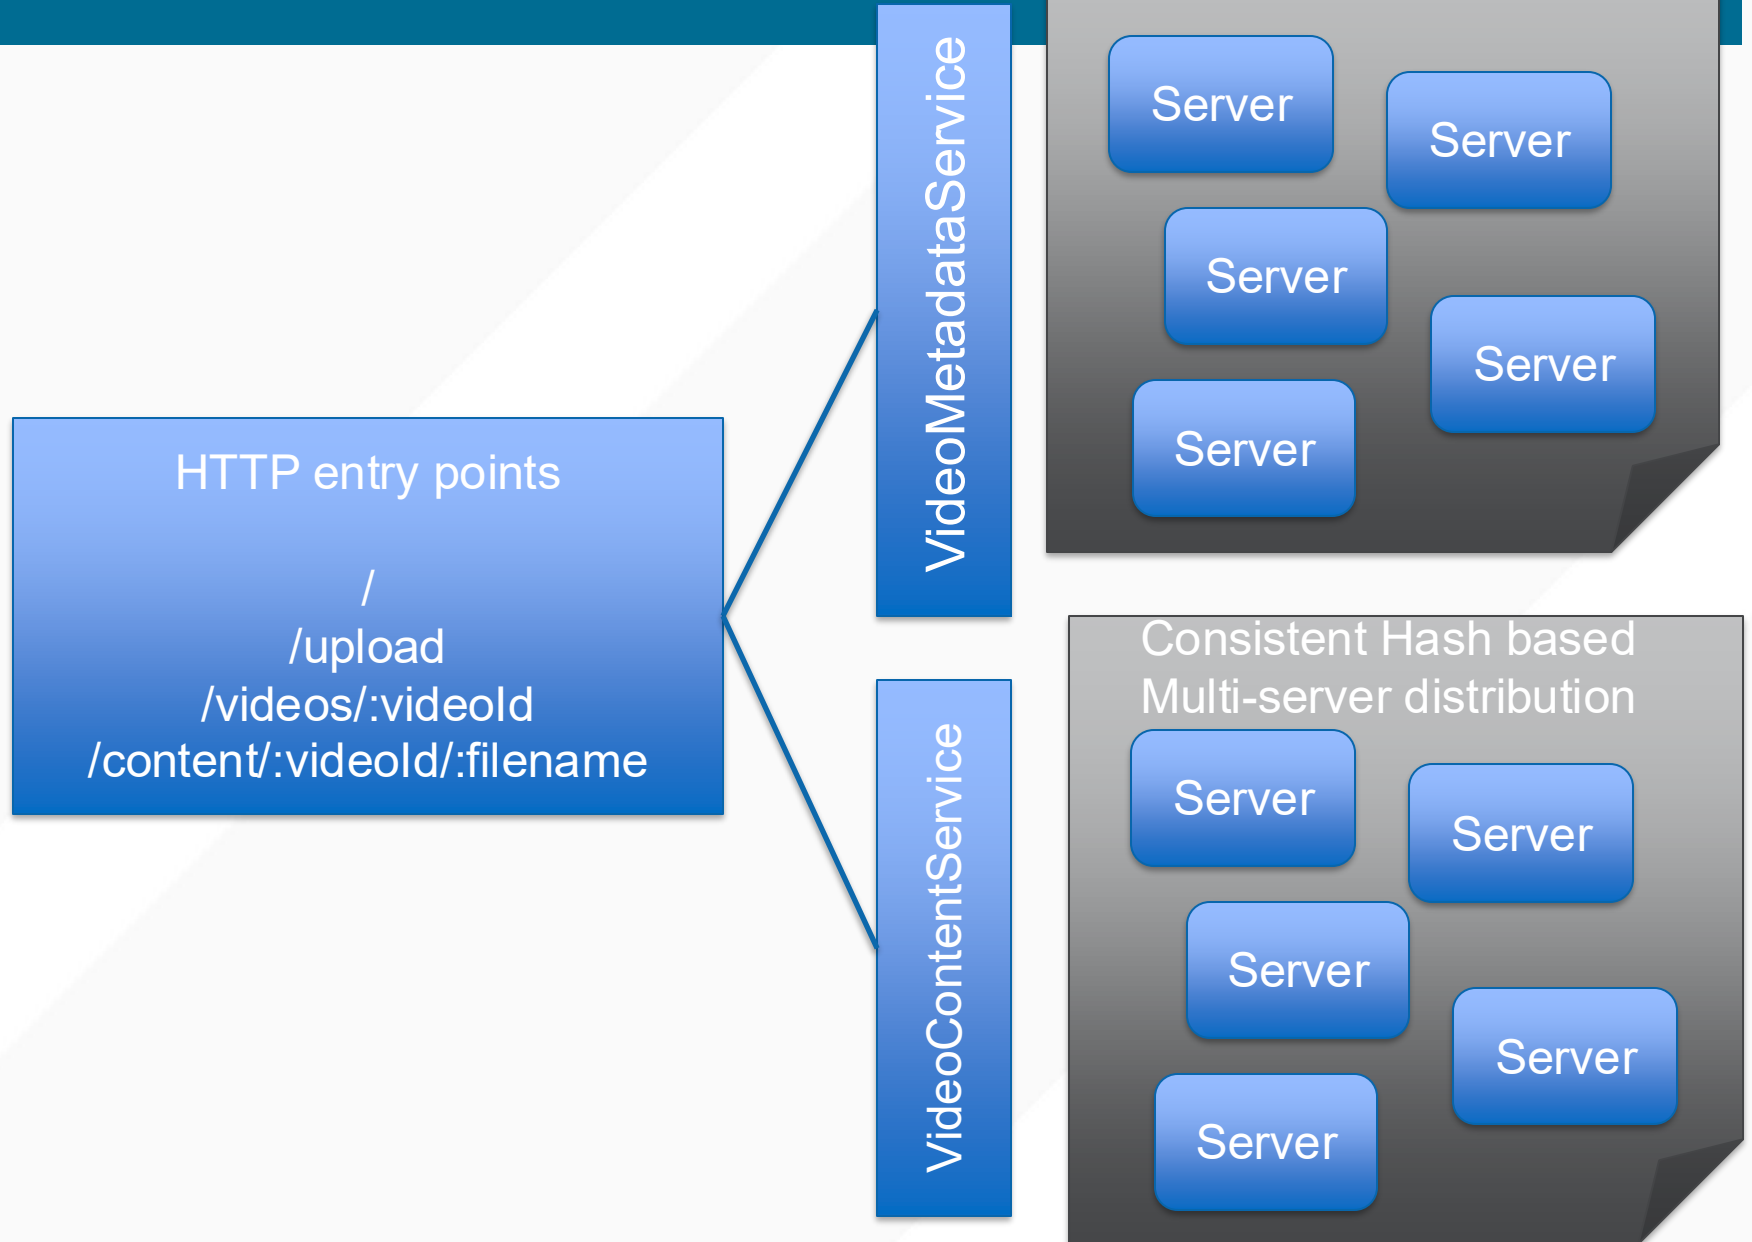 HTTP entry points
/
/upload
/videos/:videoId
/content/:videoId/:filename
VideoMetadataService
Server
Server
Server
Server
Server
VideoContentService
Consistent Hash based
Multi-server distribution
Server
Server
Server
Server
Server